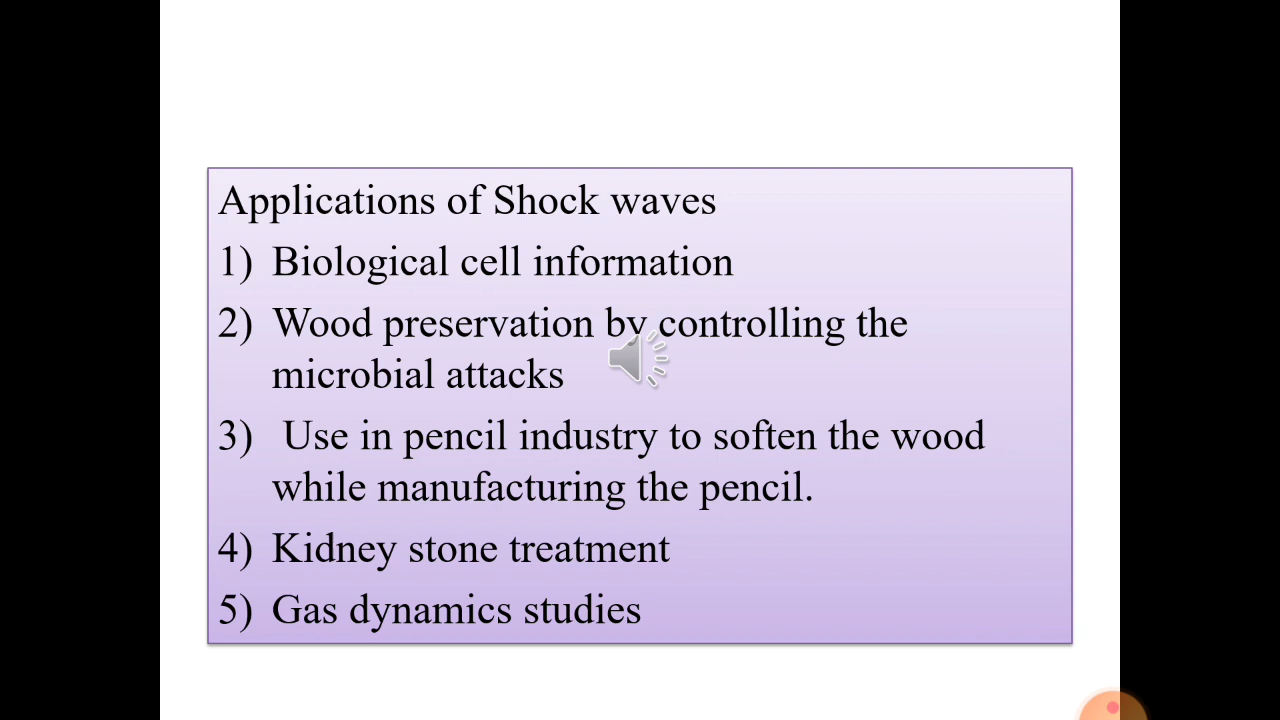 Applications of Shock waves
1) Biological cell information
2) Wood preservation by controlling the
microbial attacks
3) Use in pencil industry to soften the wood
while manufacturing the pencil.
4) Kidney stone treatment
5) Gas dynamics studies